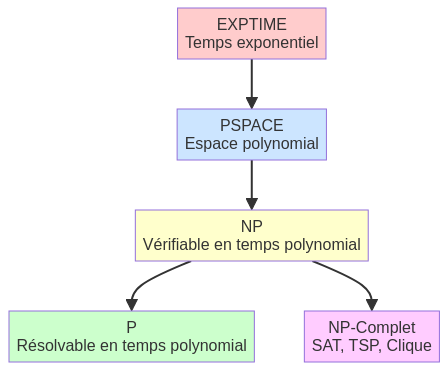 EXPTIME
Temps exponentiel
PSPACE
Espace polynomial
NP
Vérifiable en temps polynomial
P
Résolvable en temps polynomial
NP-Complet
SAT, TSP, Clique